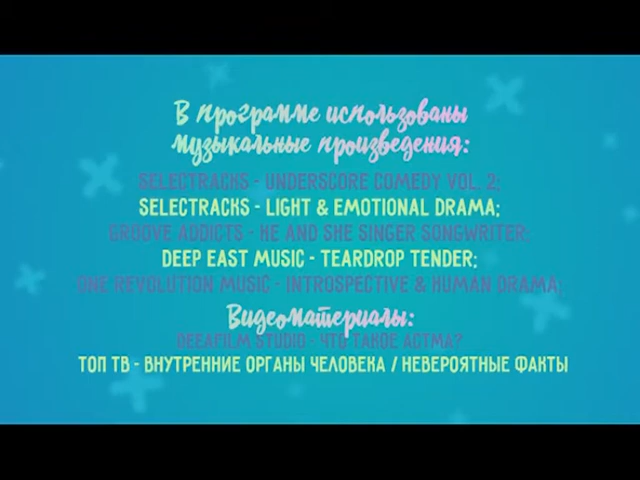 В программе использованы
музыкальные произведения:
SELECTRACKS - UNDERSCORE COMEDY VOL. 2;
SELECTRACKS - LIGHT & EMOTIONAL DRAMA;
GROOVE ADDICTS - HE AND SHE SINGER SONGWRITER;
DEEP EAST MUSIC - TEARDROP TENDER;
ONE REVOLUTION MUSIC - INTROSPECTIVE & HUMAN DRAMA;
Видеоматериалы:
DEEAFILM STUDIO - ЧТО ТАКОЕ АСТМА?
ТОП ТВ - ВНУТРЕННИЕ ОРГАНЫ ЧЕЛОВЕКА / НЕВЕРОЯТНЫЕ ФАКТЫ